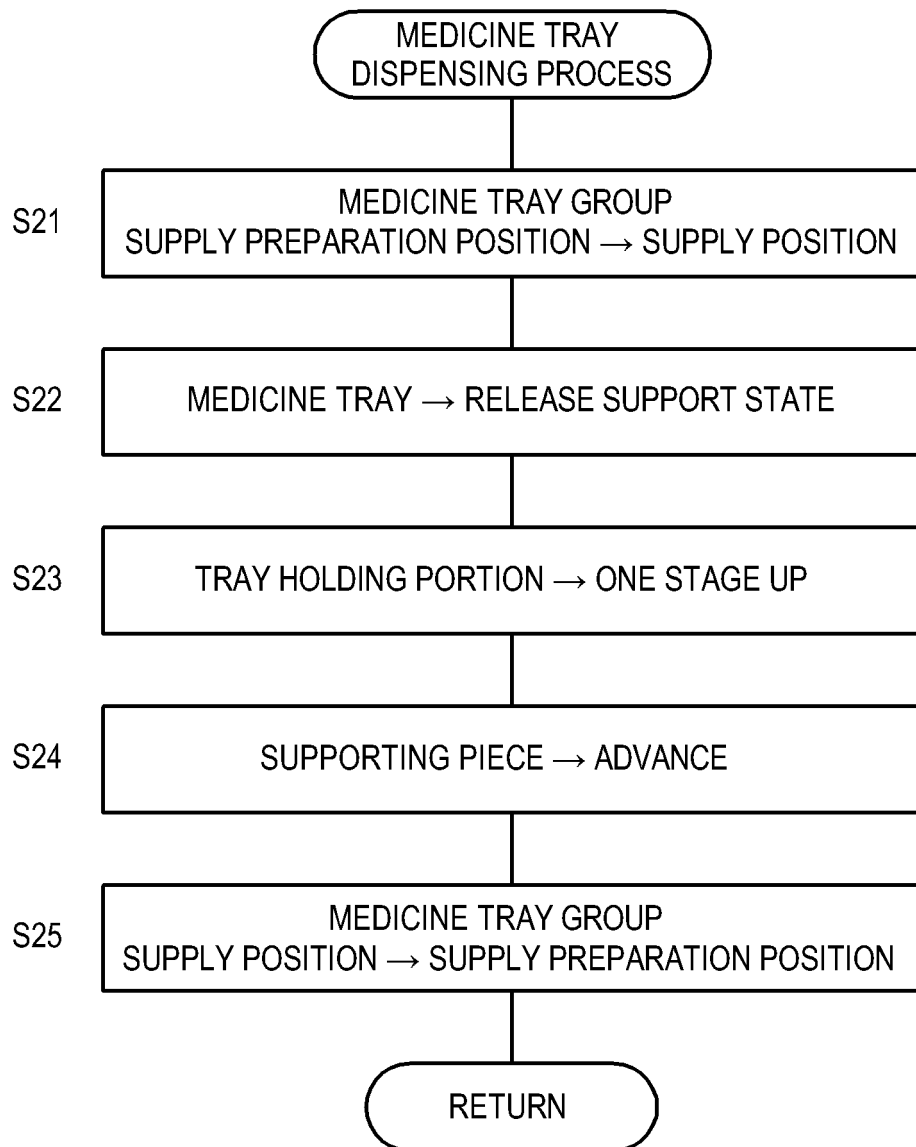 MEDICINE TRAY
DISPENSING PROCESS
S21
MEDICINE TRAY GROUP
SUPPLY PREPARATION POSITION → SUPPLY POSITION
S22
MEDICINE TRAY → RELEASE SUPPORT STATE
S23
TRAY HOLDING PORTION → ONE STAGE UP
S24
SUPPORTING PIECE → ADVANCE
S25
MEDICINE TRAY GROUP
SUPPLY POSITION → SUPPLY PREPARATION POSITION
RETURN